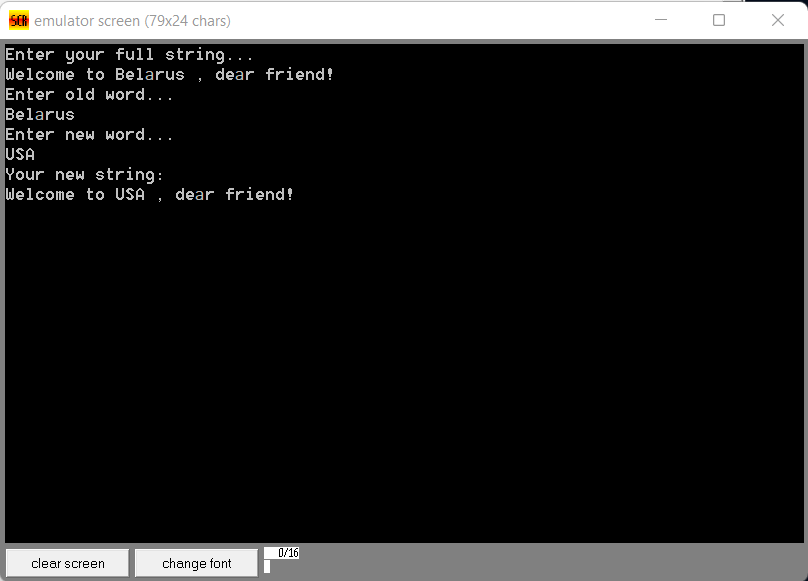 SCR emulator screen (79x24 chars)
Enter your full string...
Welcome to Belarus , dear friend!
Enter old word...
Belarus
Enter new word...
USA
Your new string:
Welcome to USA , dear friend!
clear screen change font 0/16